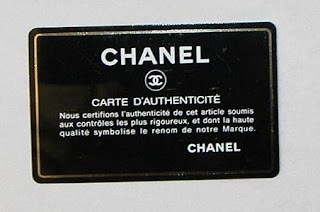 CHANEL
CARTE D'AUTHENTICITÉ
Nous certifions l'authenticité de cet article soumis
aux contrôles les plus rigoureux, et dont la haute
qualité symbolise le renom de notre Marque.
CHANEL